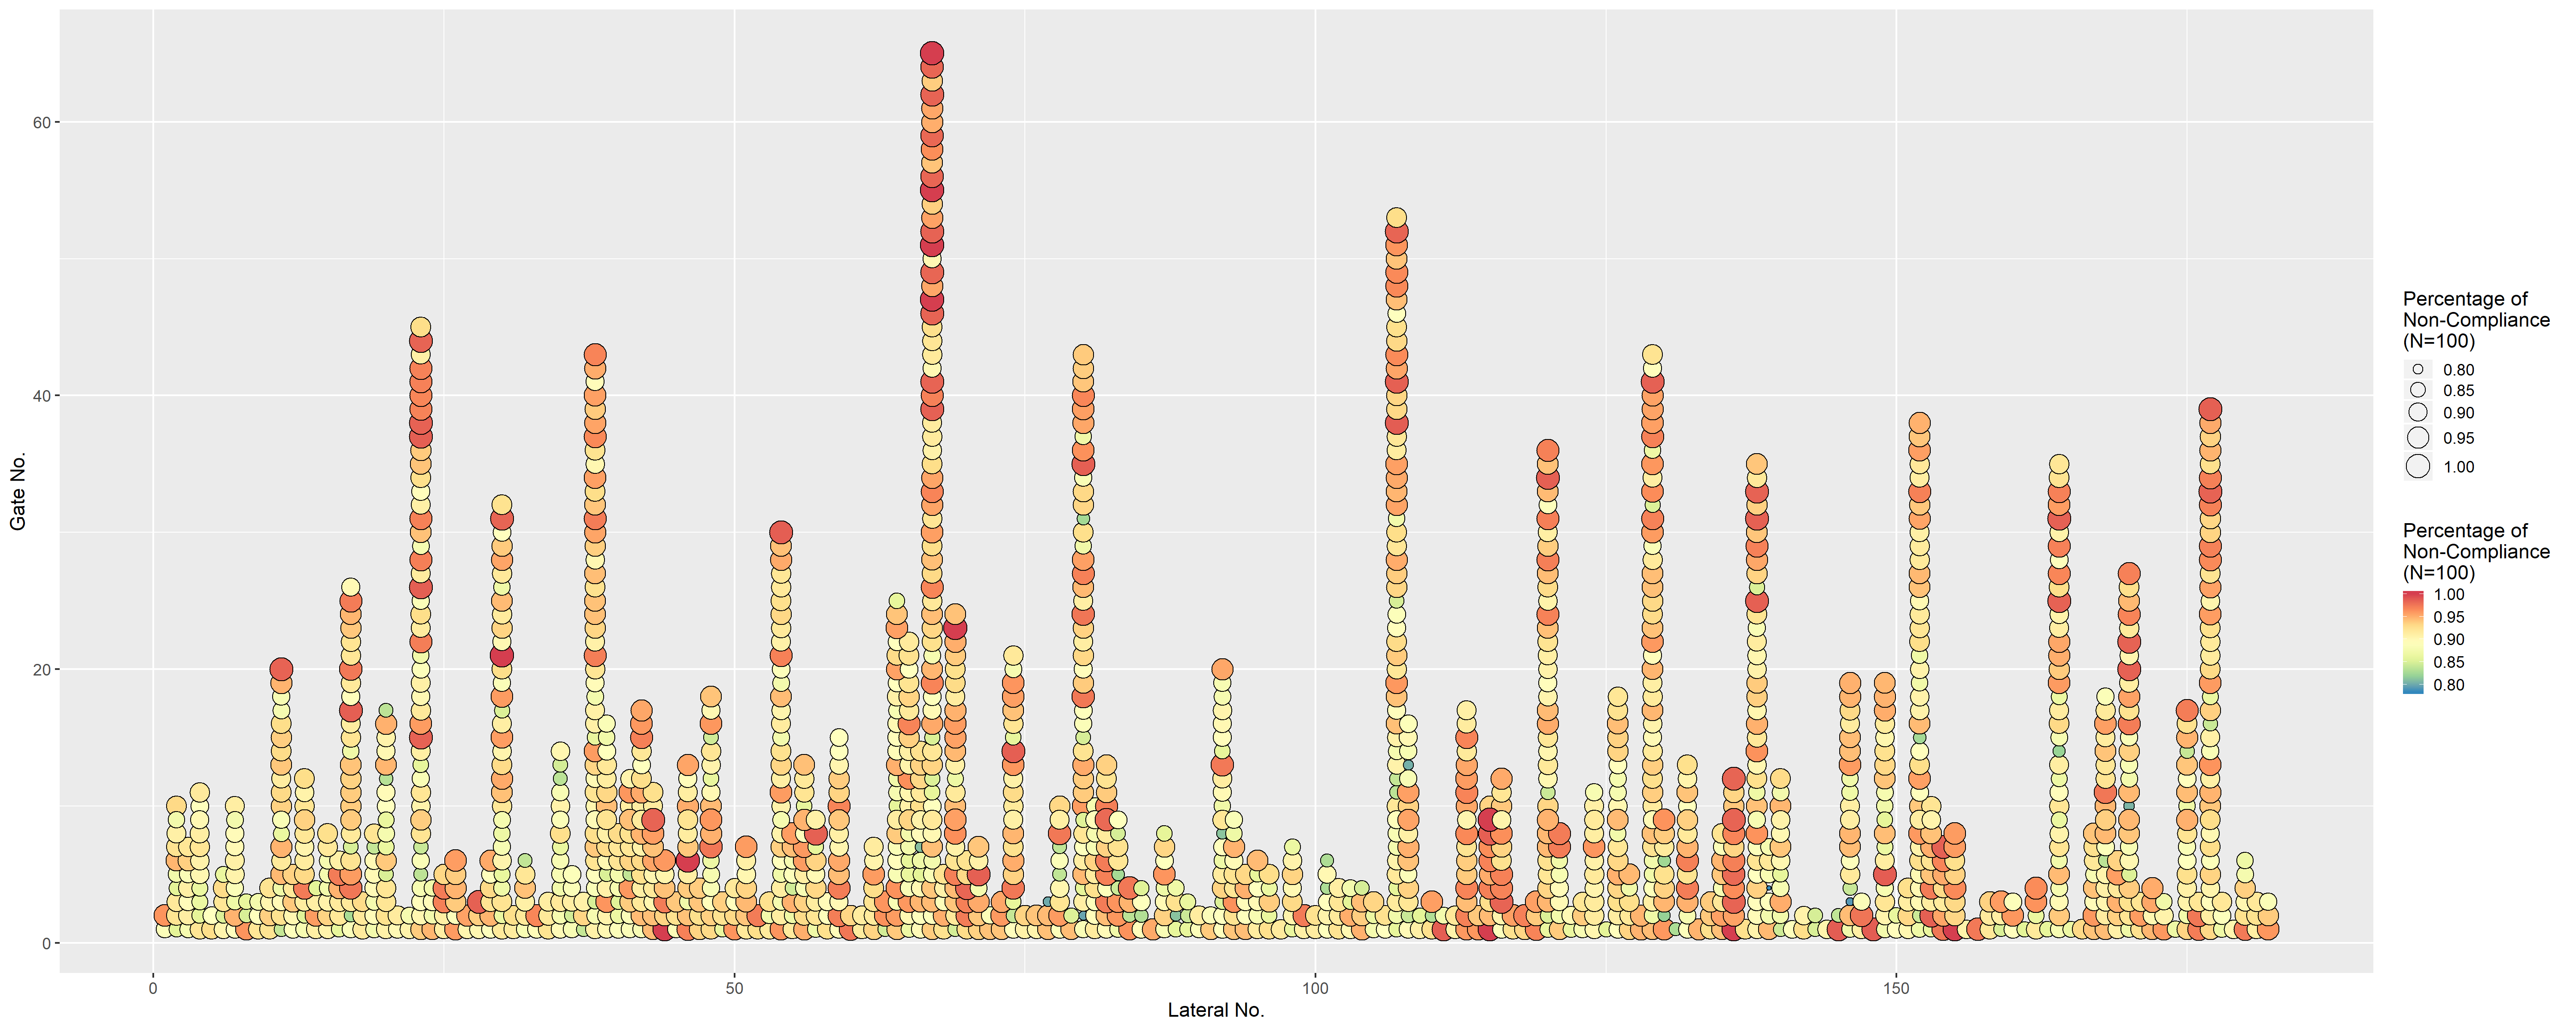 60
40
20
0
Gate No.
0
50
100
150
Lateral No.
Percentage of
Non-Compliance
(N=100)
0.80
0.85
0.90
0.95
1.00
Percentage of
Non-Compliance
(N=100)
1.00
0.95
0.90
0.85
0.80